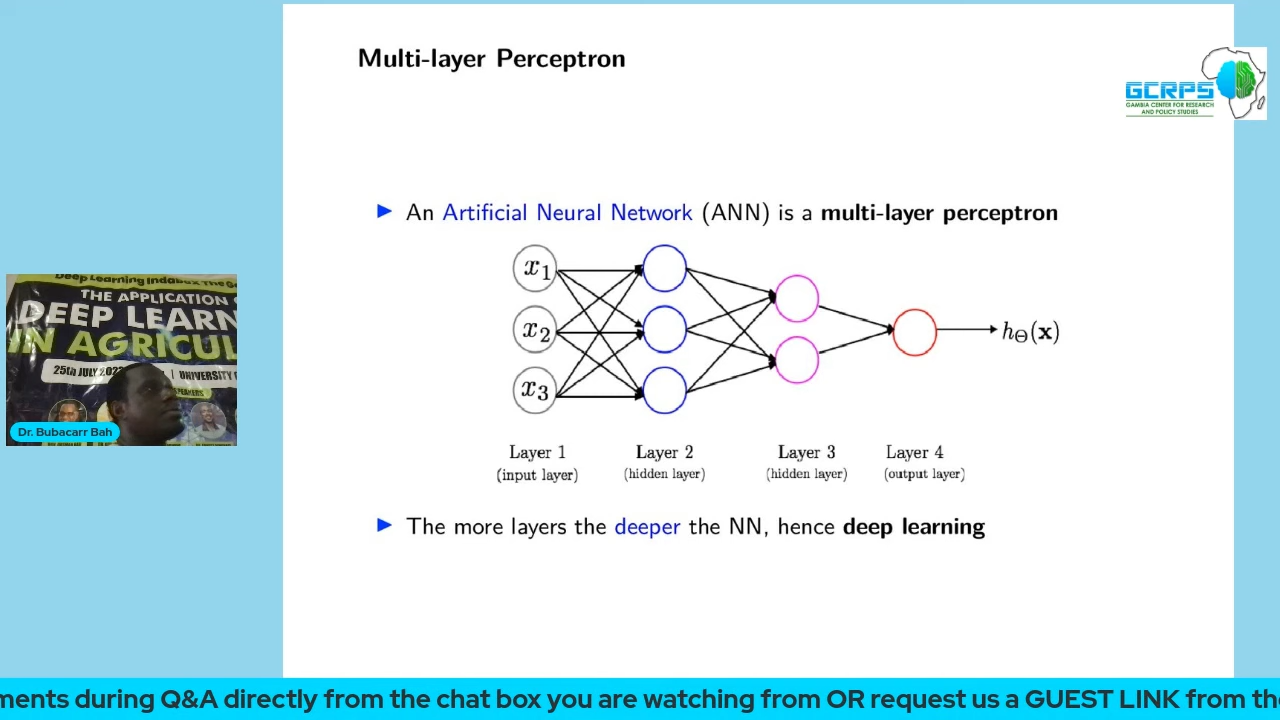 Multi-layer Perceptron
GCRPS
GAMBIA CENTER FOR RESEARCH
AND POLICY STUDIES
▶ An Artificial Neural Network (ANN) is a multi-layer perceptron
x1
x2
x3
hΘ(x)
Layer 1 Layer 2 Layer 3 Layer 4
(input layer) (hidden layer) (hidden layer) (output layer)
▶ The more layers the deeper the NN, hence deep learning
Deep Learning Indaba
THE APPLICATION
DEEP LEARN
IN AGRICUL
25th JULY | UNIVERSITY
SPEAKERS
Dr. Bubacarr Bah
ments during Q&A directly from the chat box you are watching from OR request us a GUEST LINK from th